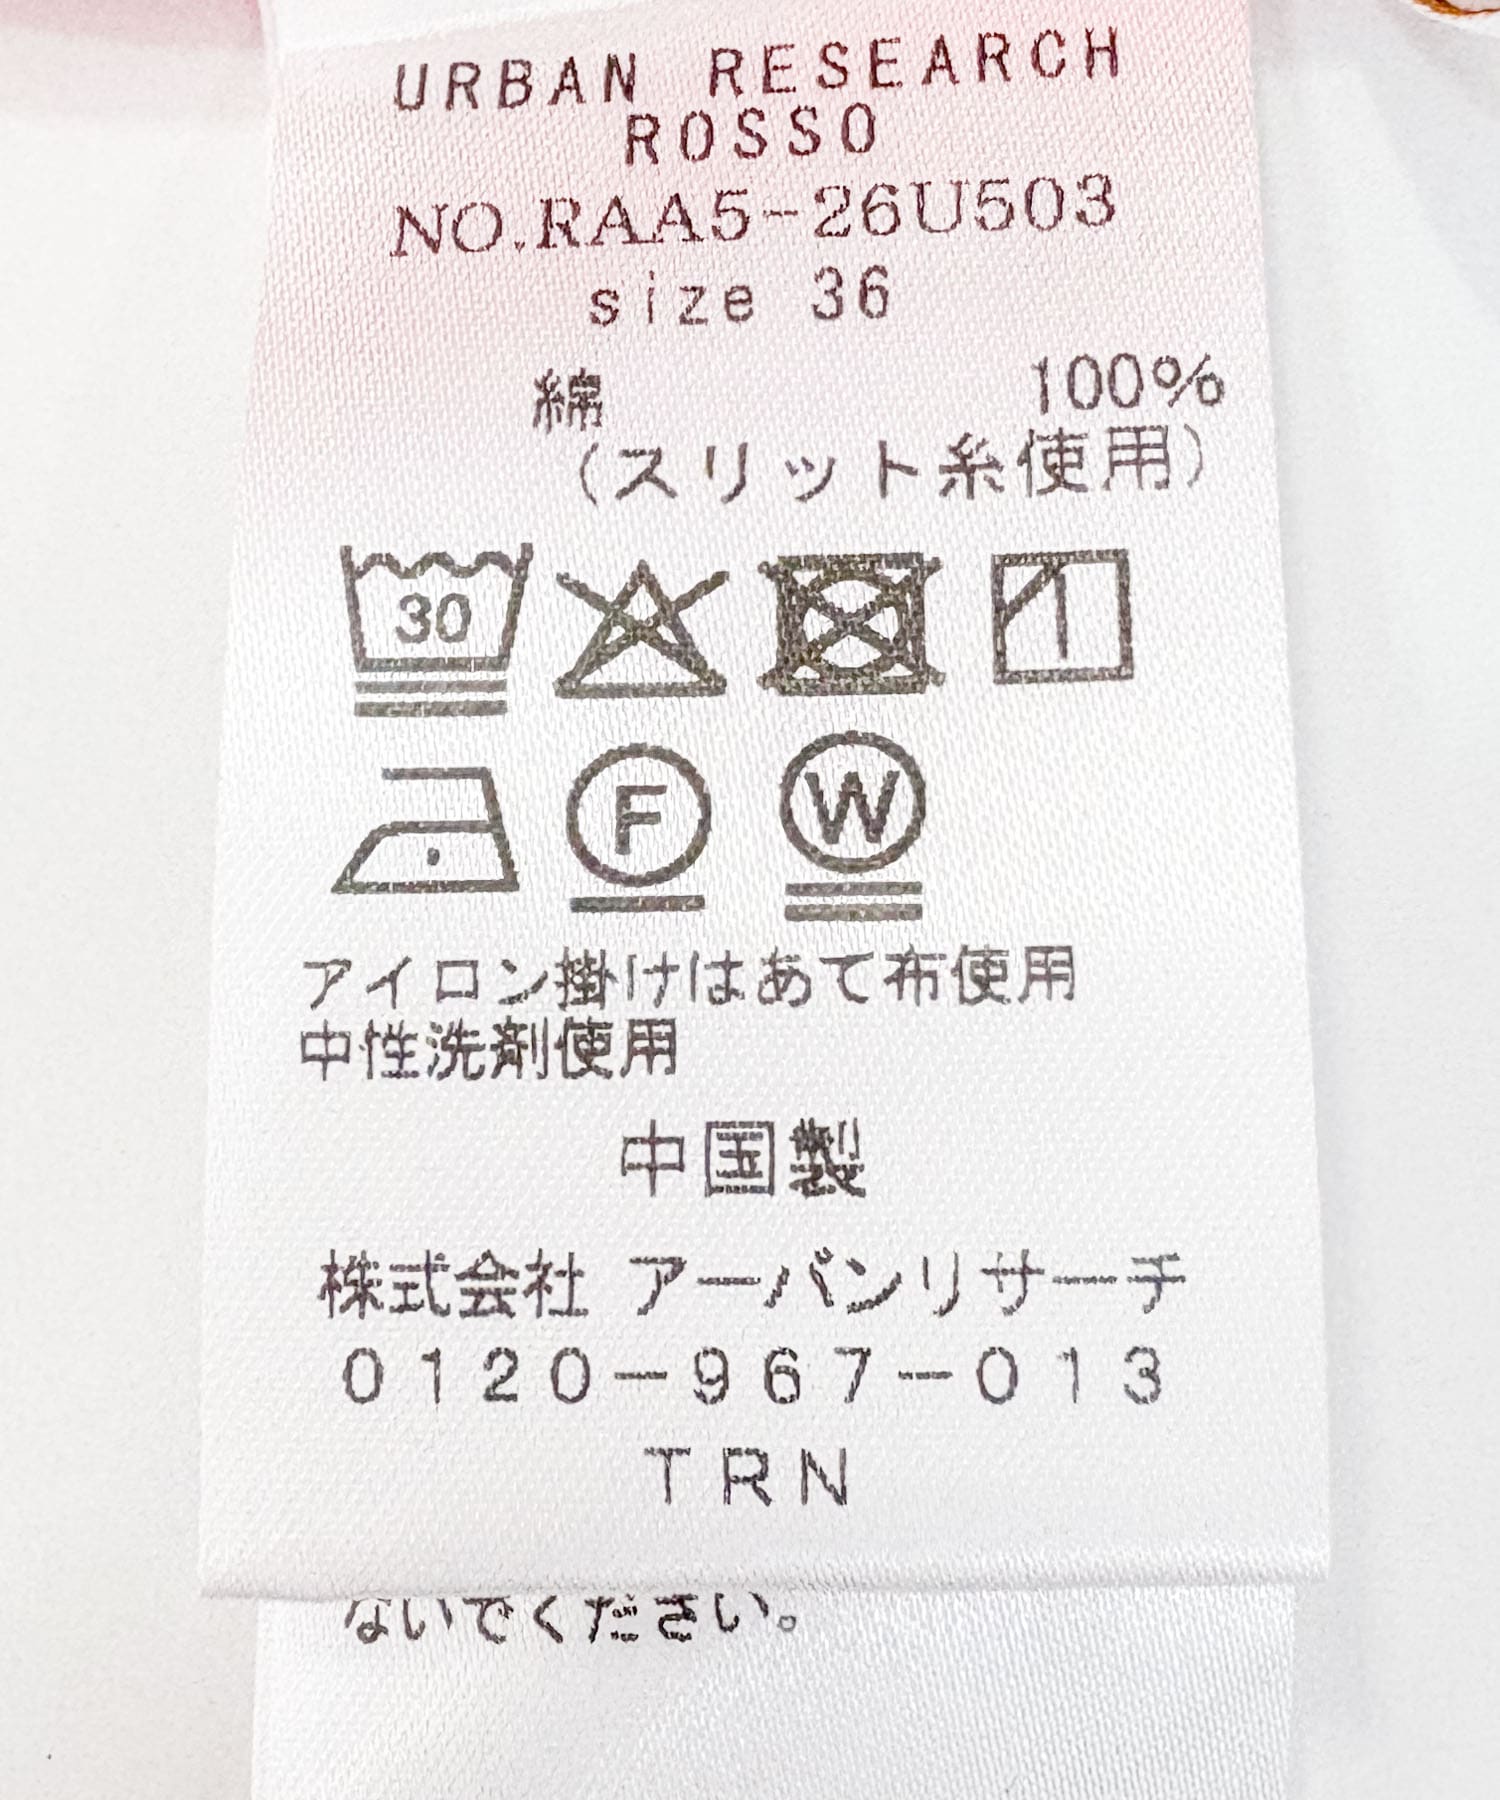 URBAN RESEARCH
ROSSO
NO.RAA5-26U503
size 36
綿 100%
(スリット糸使用)
30
F W
アイロン掛けはあて布使用
中性洗剤使用
中国製
株式会社 アーバンリサーチ
0120-967-013
TRN
ないでください。